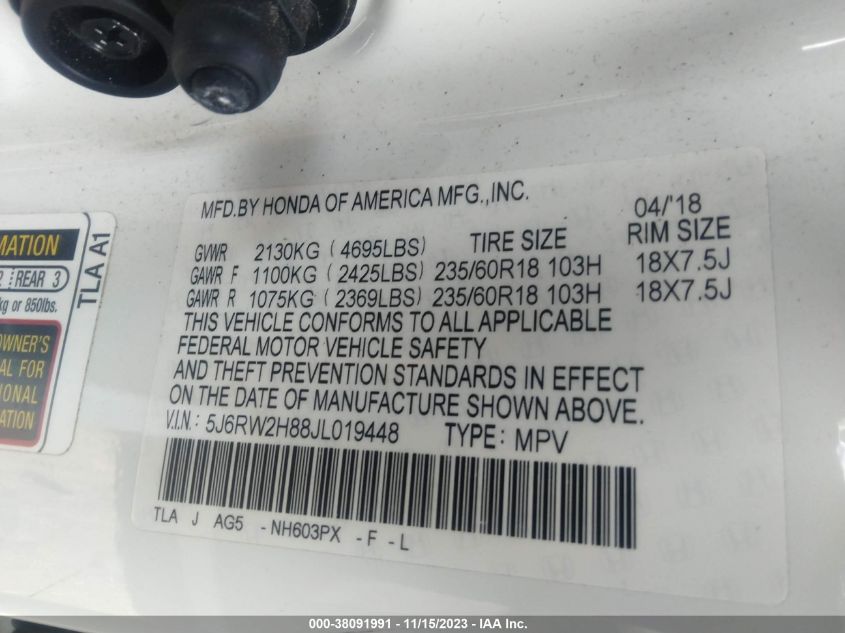 MFD.BY HONDA OF AMERICA MFG.,INC. 04/'18
GVWR 2130KG ( 4695LBS) TIRE SIZE RIM SIZE
GAWR F 1100KG ( 2425LBS) 235/60R18 103H 18X7.5J
GAWR R 1075KG ( 2369LBS) 235/60R18 103H 18X7.5J
THIS VEHICLE CONFORMS TO ALL APPLICABLE
FEDERAL MOTOR VEHICLE SAFETY
AND THEFT PREVENTION STANDARDS IN EFFECT
ON THE DATE OF MANUFACTURE SHOWN ABOVE.
V.I.N.: 5J6RW2H88JL019448 TYPE: MPV
TLA J AG5 -NH603PX -F -L
MATION
2 REAR 3
kg or 850lbs.
OWNER'S
AL FOR
IONAL
ATION
TLA A1
000-38091991 - 11/15/2023 - IAA Inc.